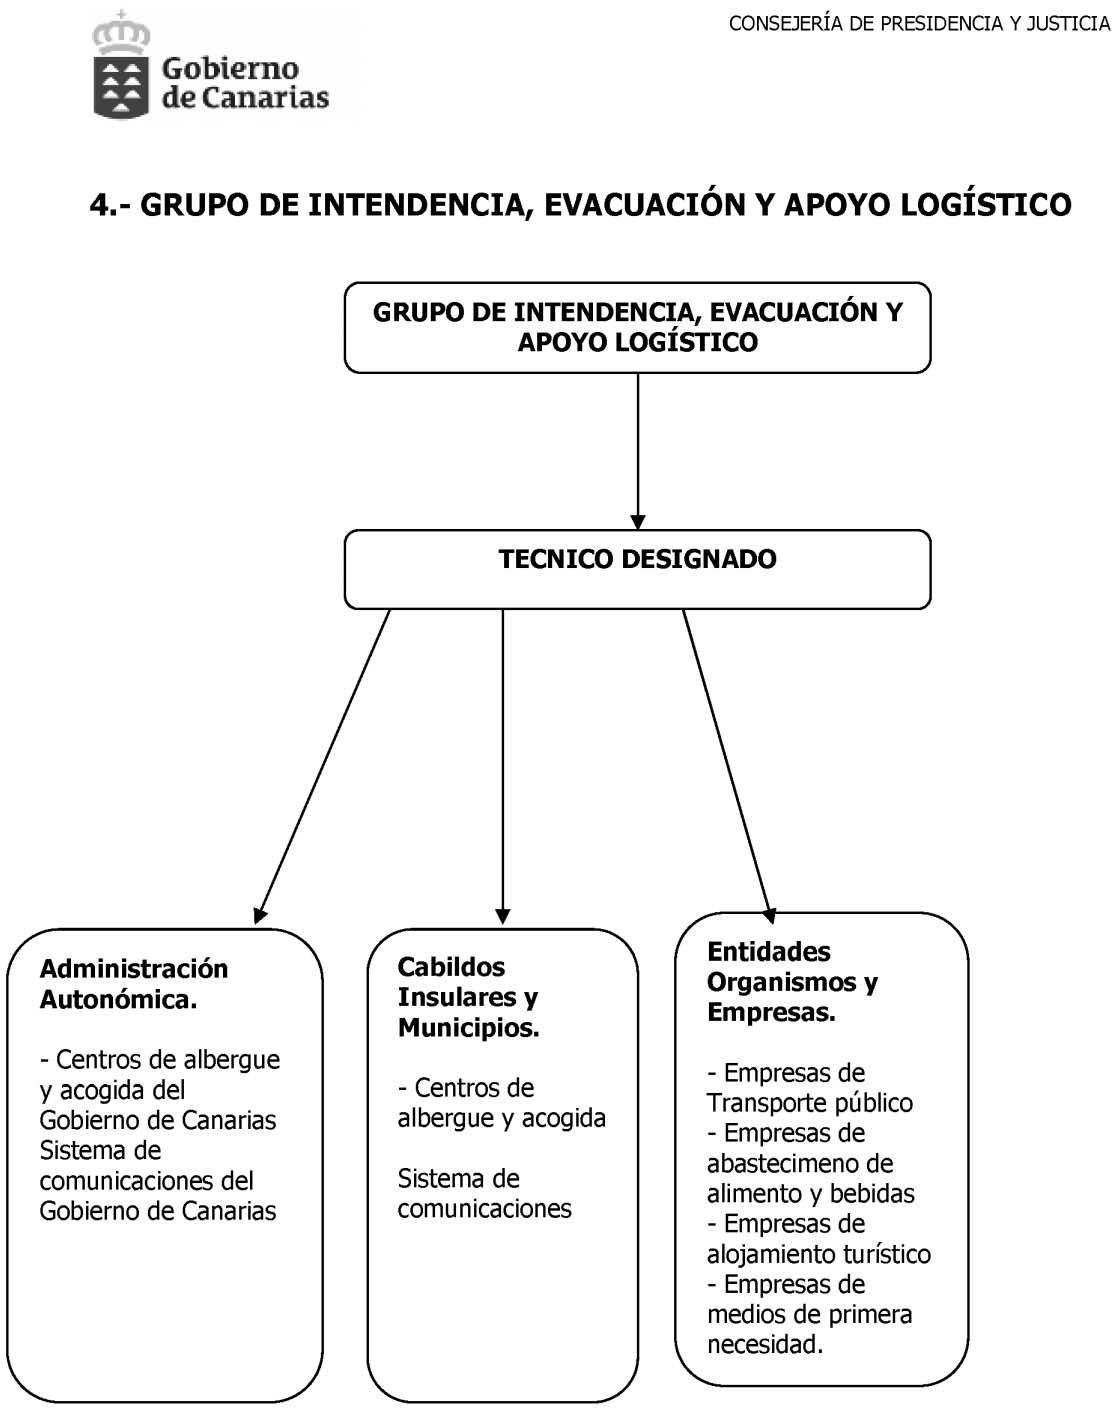 CONSEJERÍA DE PRESIDENCIA Y JUSTICIA
Gobierno
de Canarias
4.- GRUPO DE INTENDENCIA, EVACUACIÓN Y APOYO LOGÍSTICO
GRUPO DE INTENDENCIA, EVACUACIÓN Y
APOYO LOGÍSTICO
TECNICO DESIGNADO
Administración
Autonómica.
- Centros de albergue
y acogida del
Gobierno de Canarias
Sistema de
comunicaciones del
Gobierno de Canarias
Cabildos
Insulares y
Municipios.
- Centros de
albergue y acogida
Sistema de
comunicaciones
Entidades
Organismos y
Empresas.
- Empresas de
Transporte público
- Empresas de
abastecimeno de
alimento y bebidas
- Empresas de
alojamiento turístico
- Empresas de
medios de primera
necesidad.